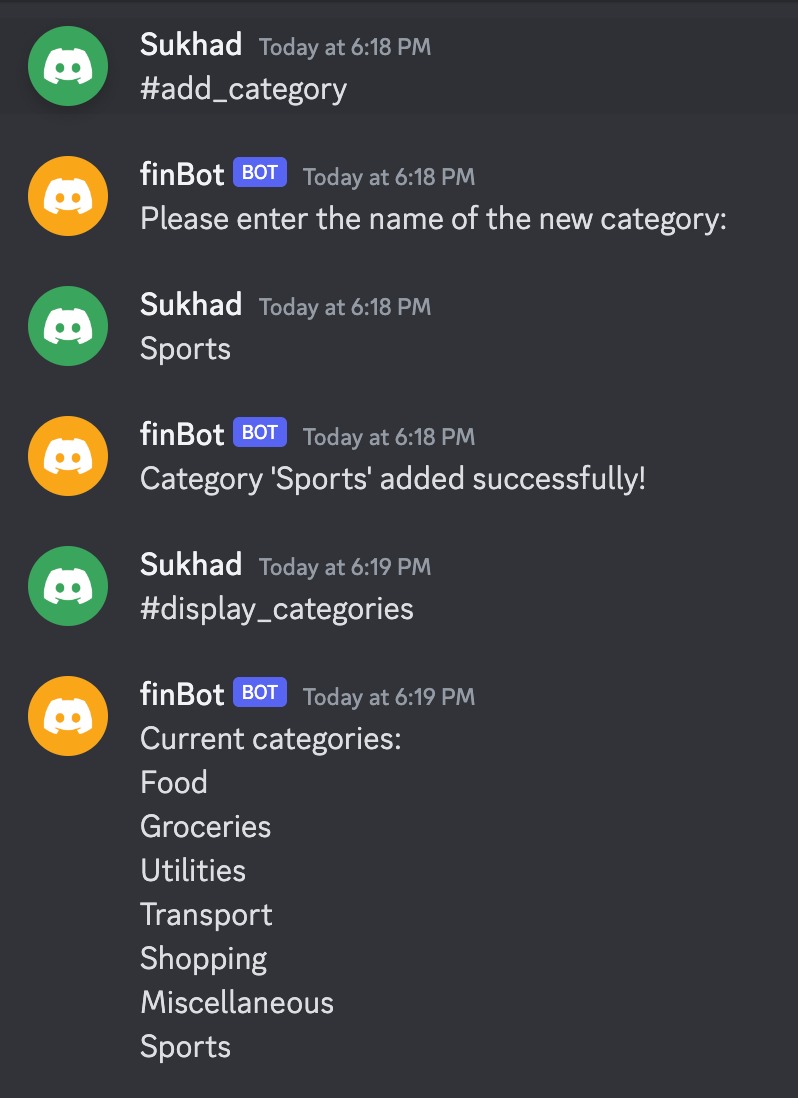 Sukhad Today at 6:18 PM
#add_category
finBot BOT Today at 6:18 PM
Please enter the name of the new category:
Sukhad Today at 6:18 PM
Sports
finBot BOT Today at 6:18 PM
Category 'Sports' added successfully!
Sukhad Today at 6:19 PM
#display_categories
finBot BOT Today at 6:19 PM
Current categories:
Food
Groceries
Utilities
Transport
Shopping
Miscellaneous
Sports